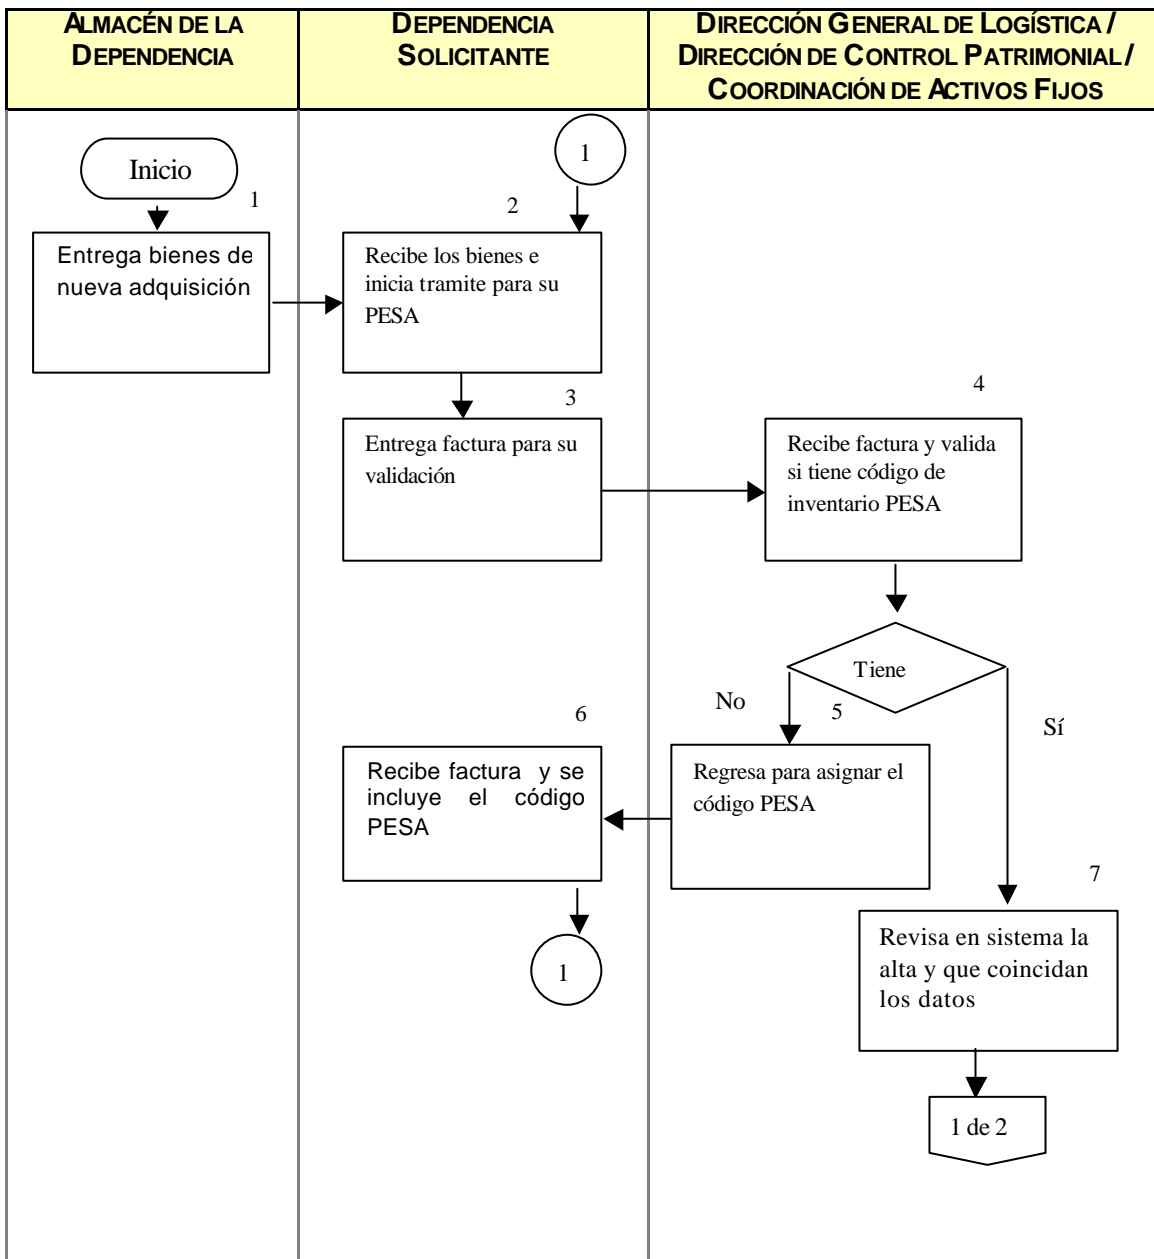 ALMACÉN DE LA
DEPENDENCIA
DEPENDENCIA
SOLICITANTE
DIRECCIÓN GENERAL DE LOGÍSTICA /
DIRECCIÓN DE CONTROL PATRIMONIAL /
COORDINACIÓN DE ACTIVOS FIJOS
Inicio
1
1
Entrega bienes de
nueva adquisición
2
Recibe los bienes e
inicia tramite para su
PESA
3
Entrega factura para su
validación
4
Recibe factura y valida
si tiene código de
inventario PESA
Tiene
No
Sí
5
Regresa para asignar el
código PESA
6
Recibe factura y se
incluye el código
PESA
1
7
Revisa en sistema la
alta y que coincidan
los datos
1 de 2